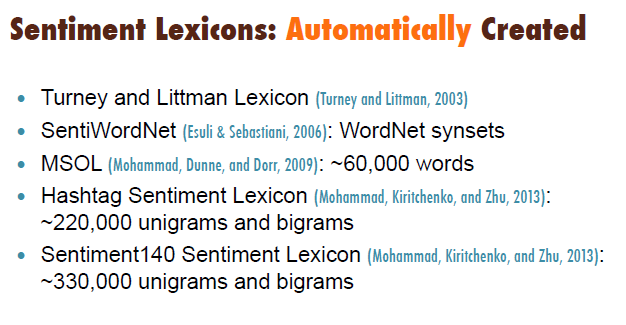 Sentiment Lexicons: Automatically Created
• Turney and Littman Lexicon (Turney and Littman, 2003)
• SentiWordNet (Esuli & Sebastiani, 2006): WordNet synsets
• MSOL (Mohammad, Dunne, and Dorr, 2009): ~60,000 words
• Hashtag Sentiment Lexicon (Mohammad, Kiritchenko, and Zhu, 2013):
~220,000 unigrams and bigrams
• Sentiment140 Sentiment Lexicon (Mohammad, Kiritchenko, and Zhu, 2013):
~330,000 unigrams and bigrams